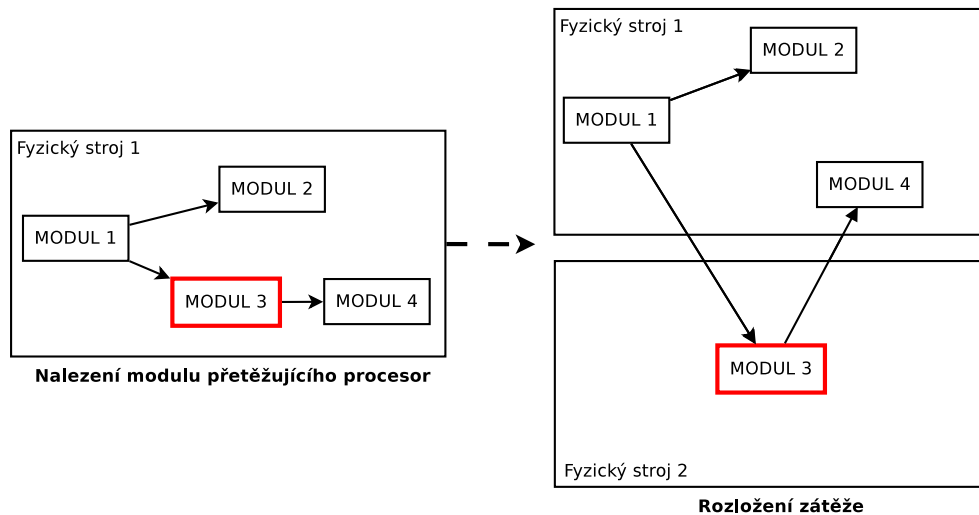 Fyzický stroj 1
MODUL 2
MODUL 1
MODUL 3
MODUL 4
Nalezení modulu přetěžujícího procesor
Fyzický stroj 1
MODUL 2
MODUL 1
MODUL 4
MODUL 3
Fyzický stroj 2
Rozložení zátěže